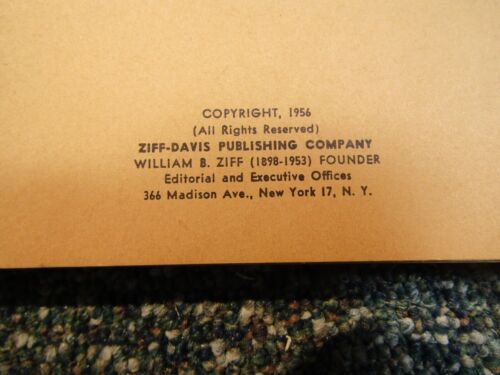 COPYRIGHT, 1956
(All Rights Reserved)
ZIFF-DAVIS PUBLISHING COMPANY
WILLIAM B. ZIFF (1898-1953) FOUNDER
Editorial and Executive Offices
366 Madison Ave., New York 17, N. Y.